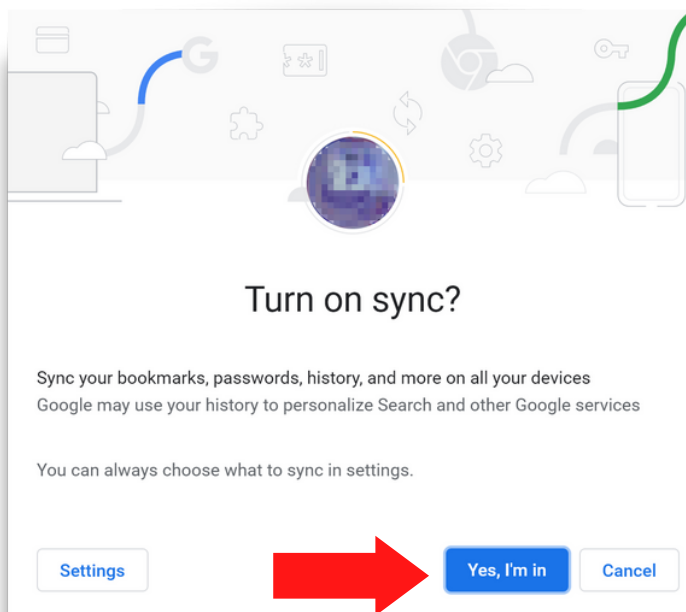 Turn on sync?
Sync your bookmarks, passwords, history, and more on all your devices
Google may use your history to personalize Search and other Google services
You can always choose what to sync in settings.
Settings
Yes, I'm in
Cancel